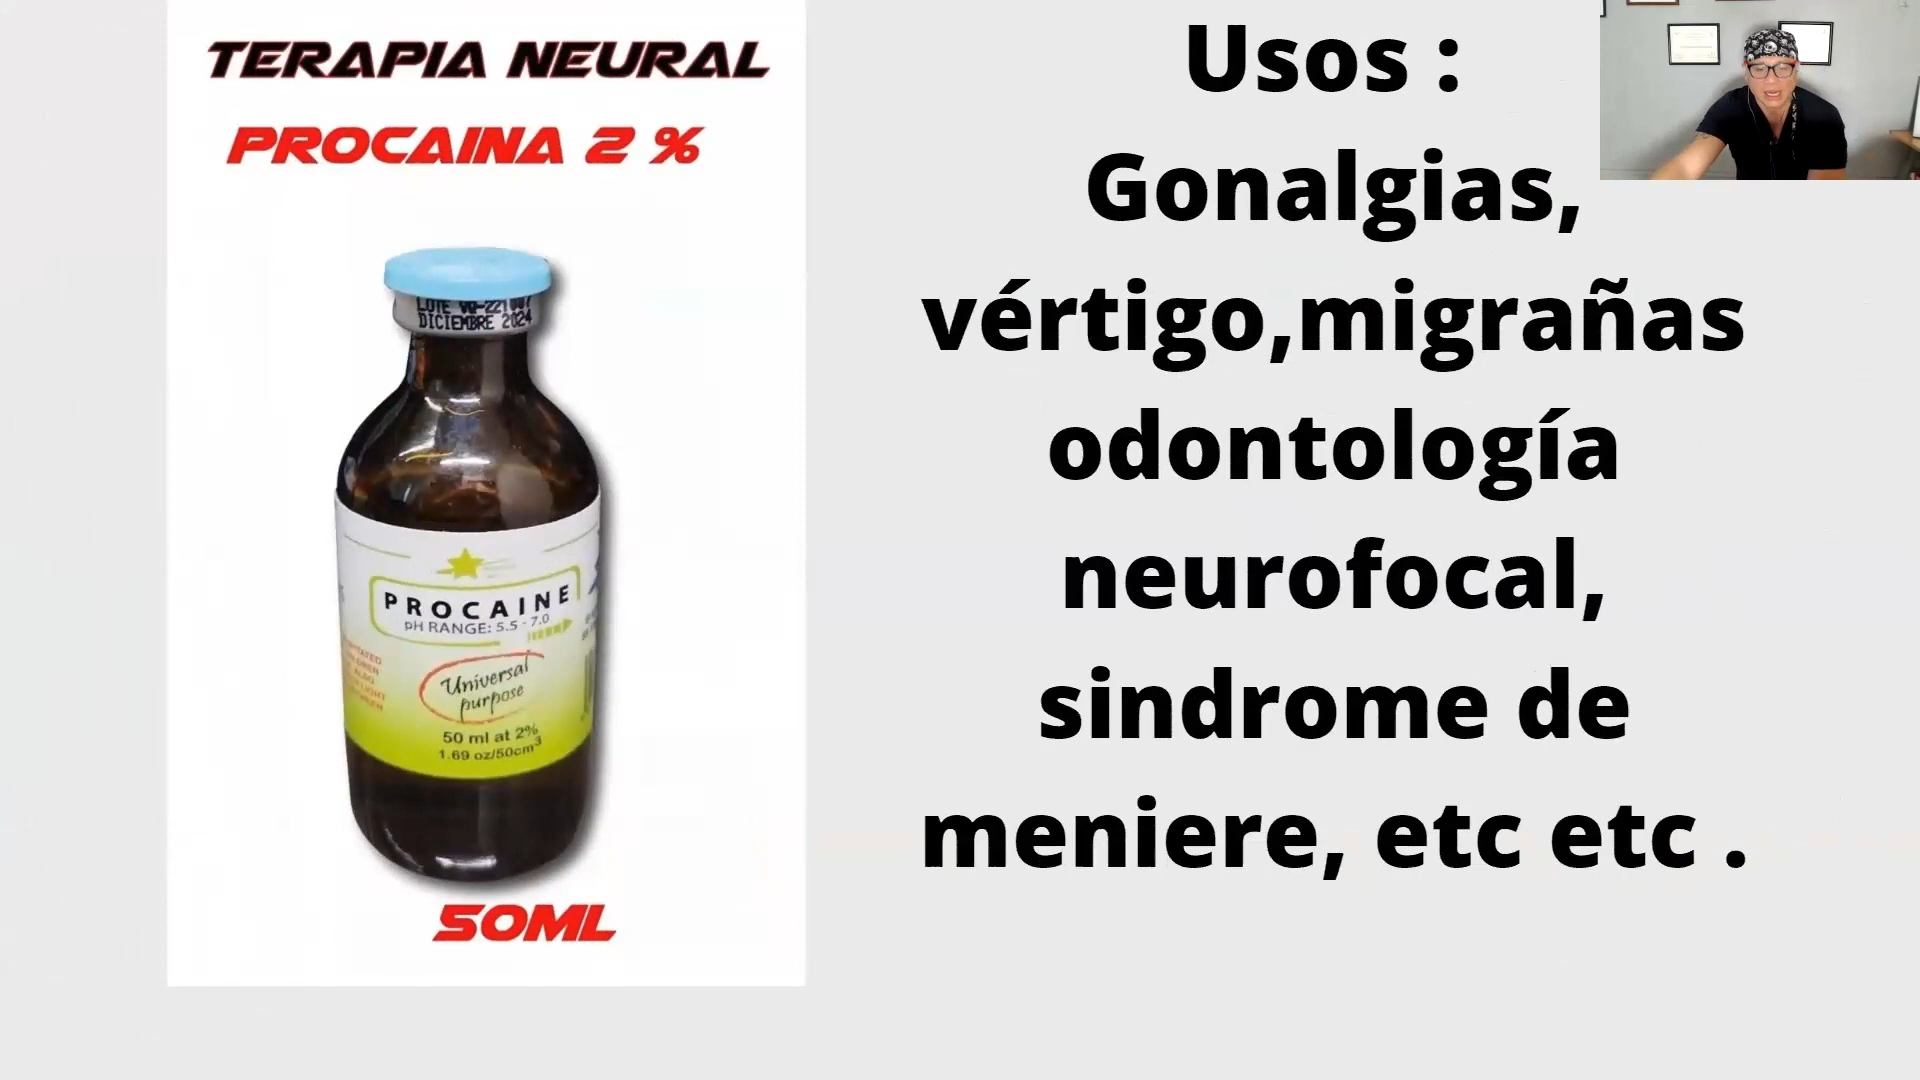 TERAPIA NEURAL
PROCAINA 2 %
DICIEMBRE 2024
PROCAINE
pH RANGE: 5.5 - 7.0
Universal
purpose
50 ml at 2%
1.69 oz/50cm³
50ML
Usos :
Gonalgias,
vértigo,migrañas
odontología
neurofocal,
sindrome de
meniere, etc etc .